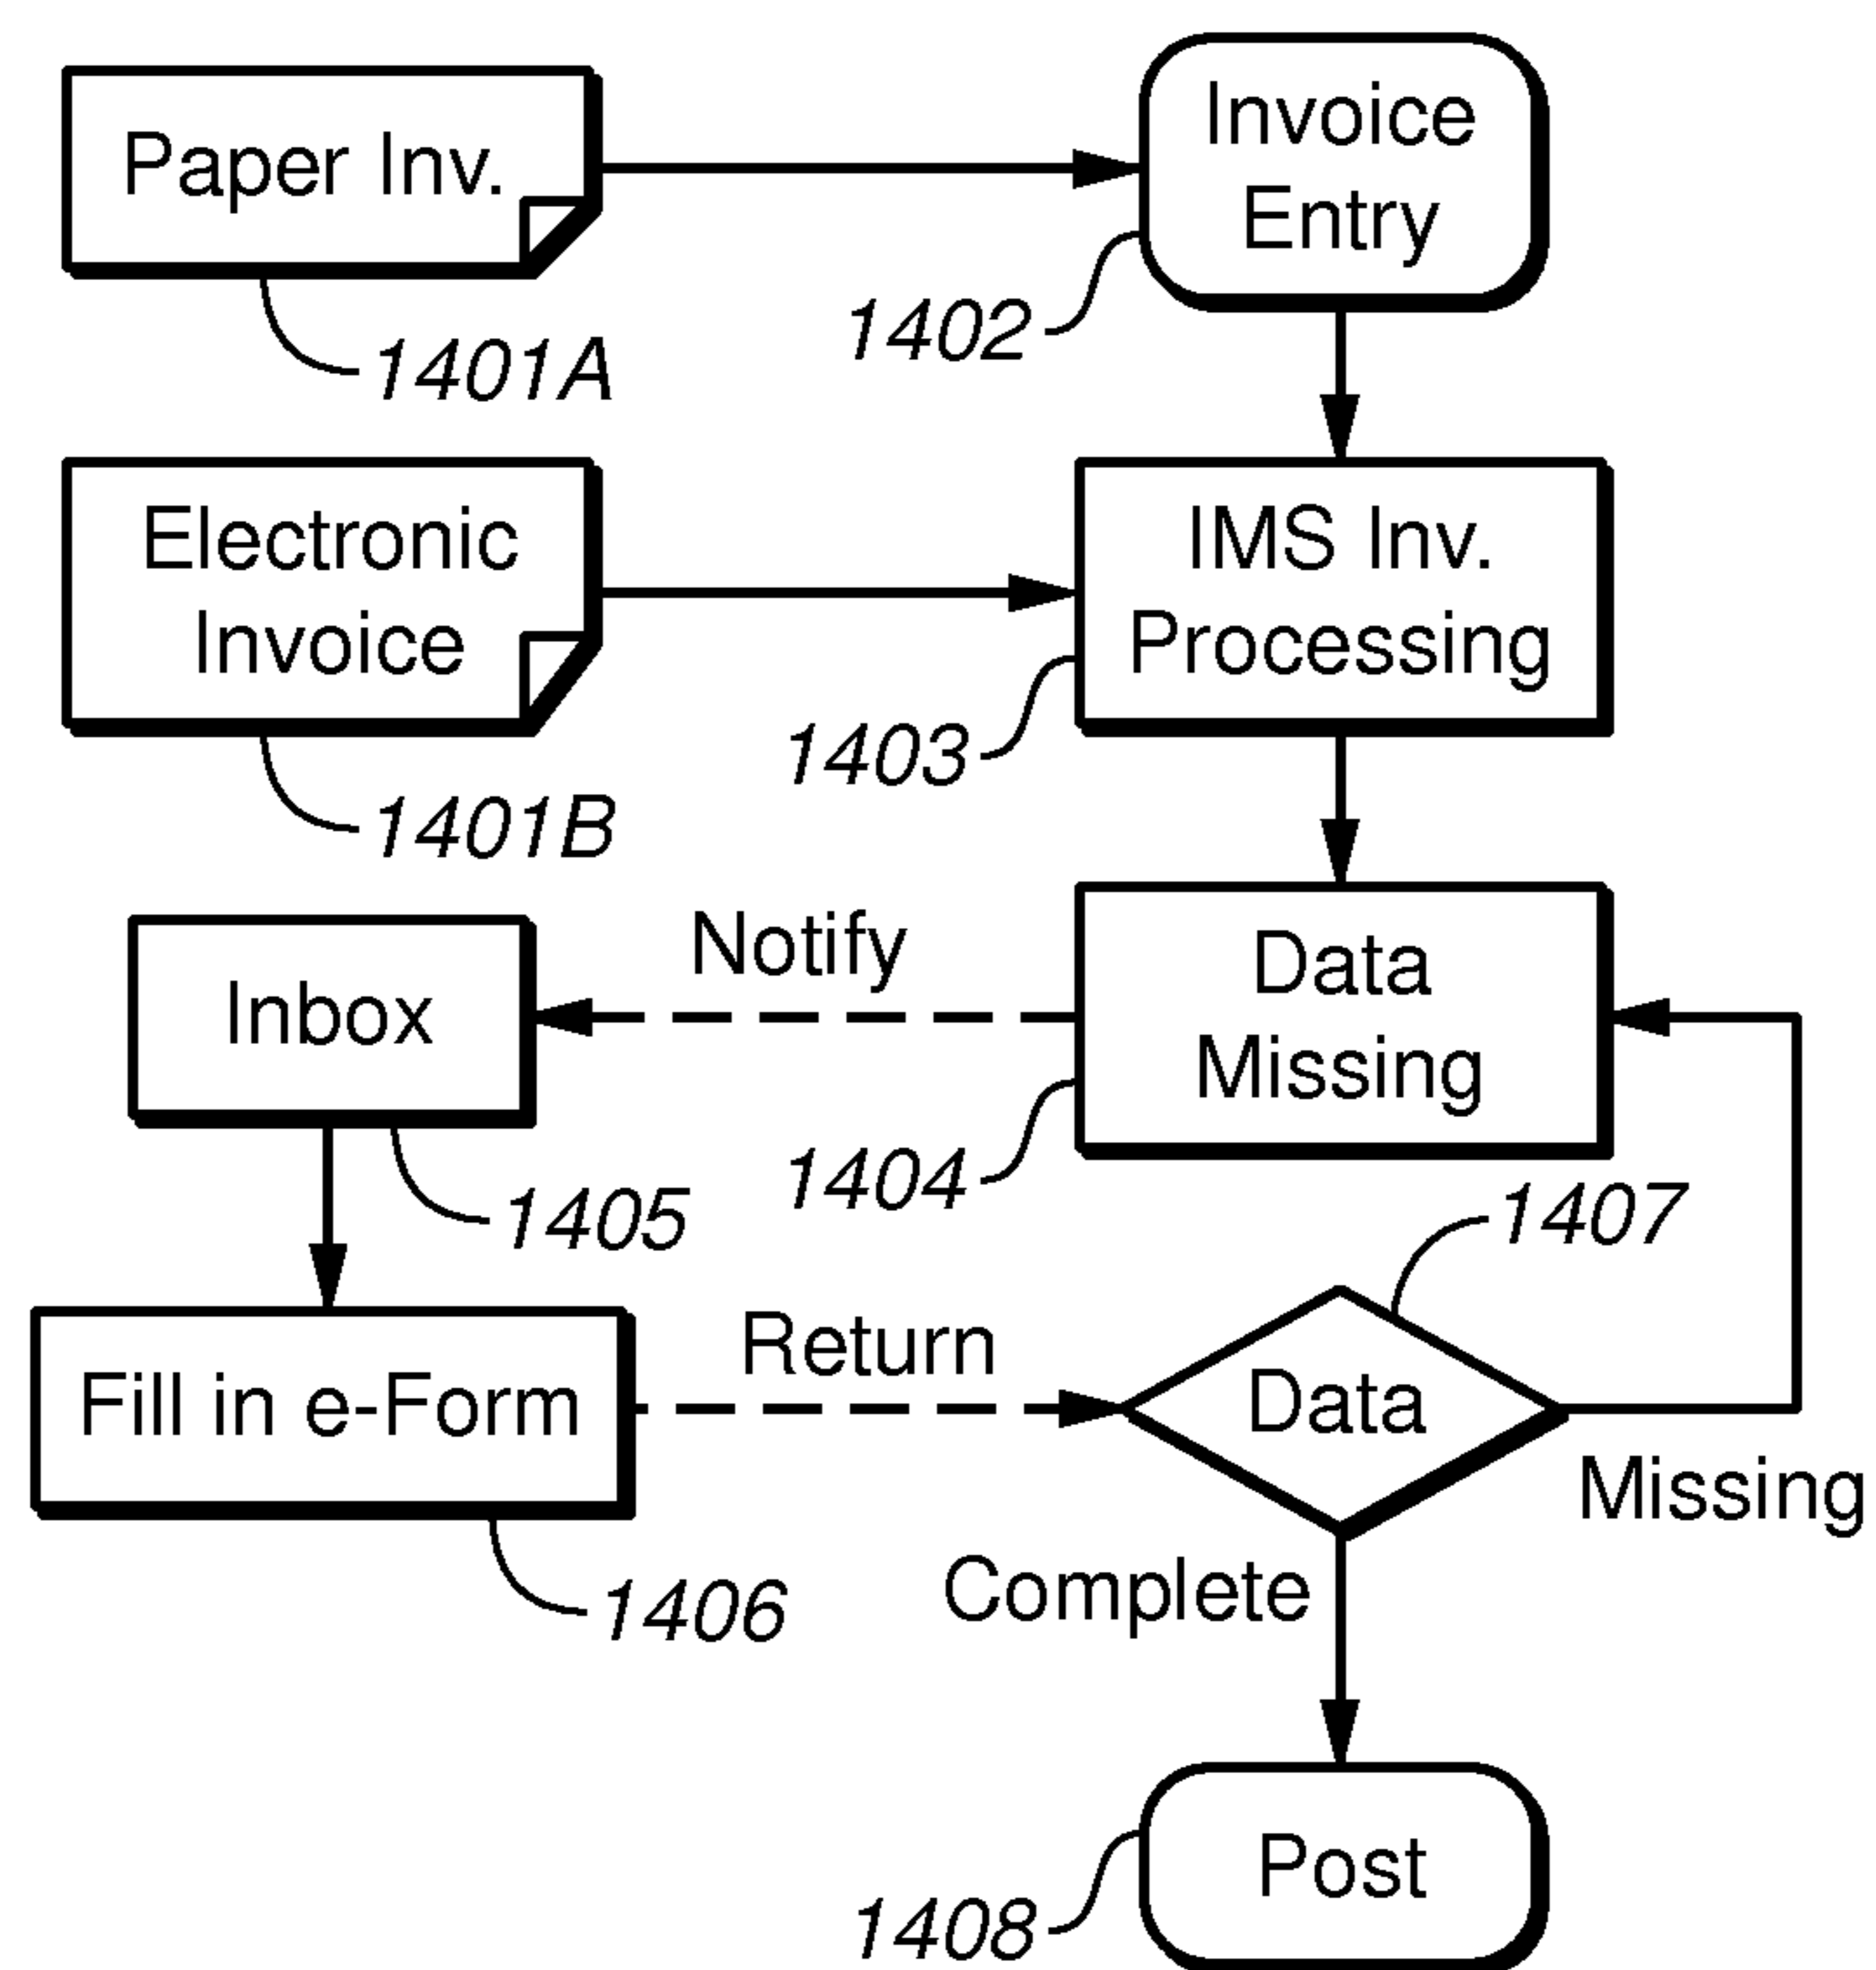 Paper Inv.
Invoice
Entry
1402
1401A
Electronic
Invoice
IMS Inv.
Processing
1403
1401B
Notify
Inbox
Data
Missing
1404
1405
1407
Return
Fill in e-Form
Data
Missing
Complete
1406
Post
1408